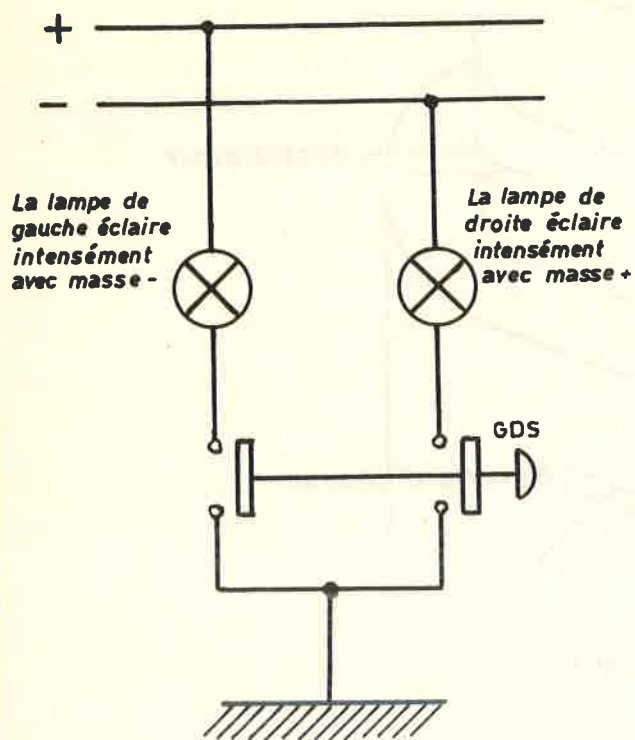 +
-
La lampe de
gauche éclaire
intensément
avec masse -
La lampe de
droite éclaire
intensément
avec masse +
GDS